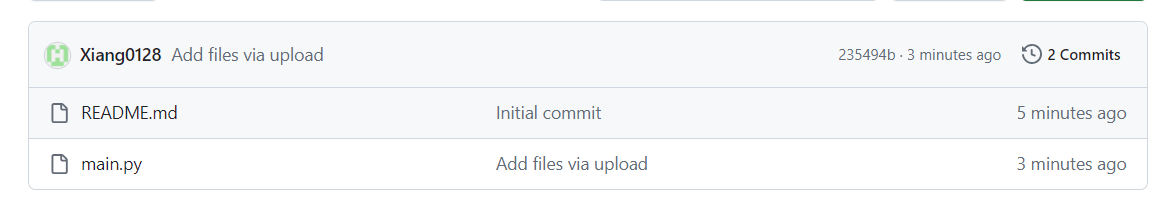 Xiang0128 Add files via upload 235494b · 3 minutes ago 2 Commits
README.md Initial commit 5 minutes ago
main.py Add files via upload 3 minutes ago